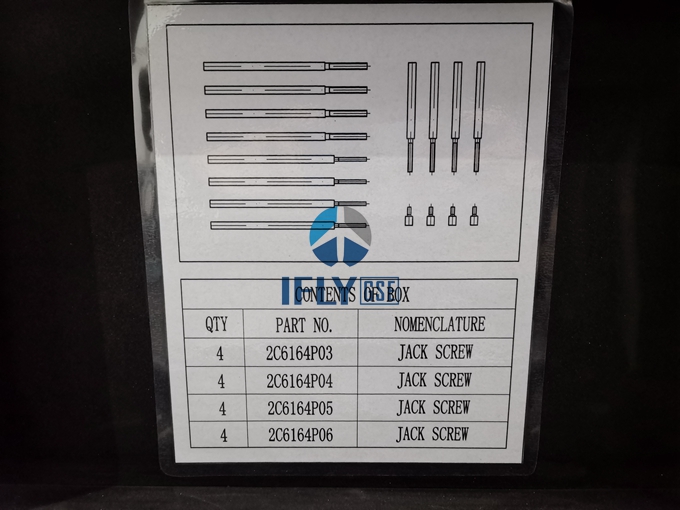 IFLY GSE
CONTENTS OF BOX
QTY PART NO. NOMENCLATURE
4 2C6164P03 JACK SCREW
4 2C6164P04 JACK SCREW
4 2C6164P05 JACK SCREW
4 2C6164P06 JACK SCREW